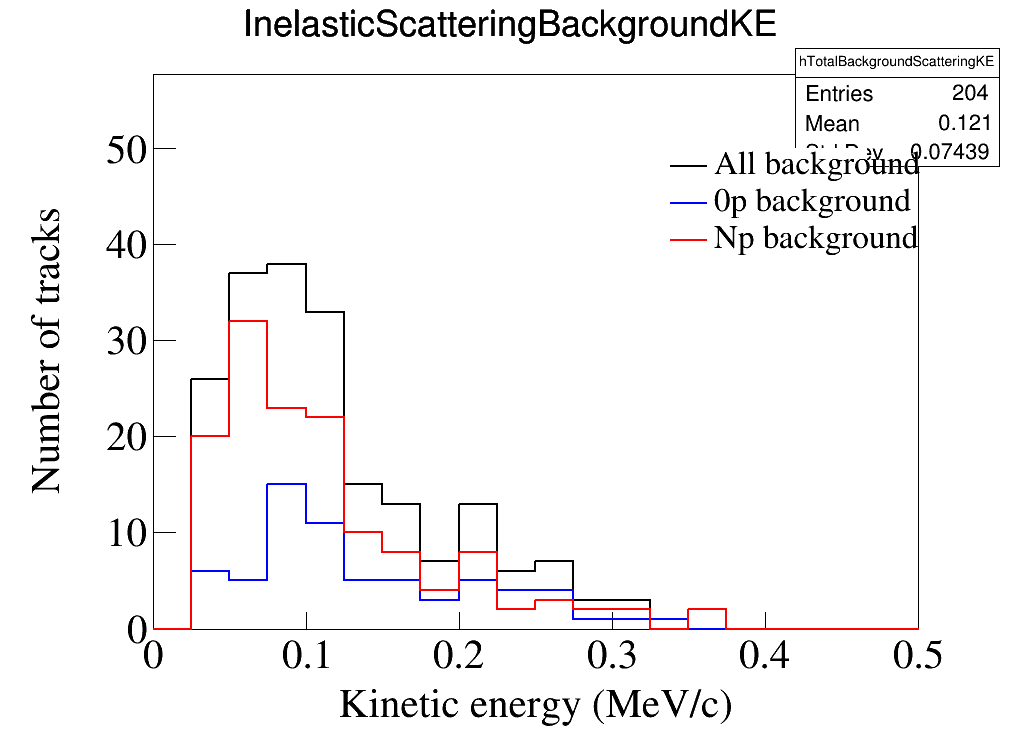 InelasticScatteringBackgroundKE
hTotalBackgroundScatteringKE
Entries 204
Mean 0.121
0.07439
All background
0p background
Np background
50
40
30
20
10
0
Number of tracks
0 0.1 0.2 0.3 0.4 0.5
Kinetic energy (MeV/c)